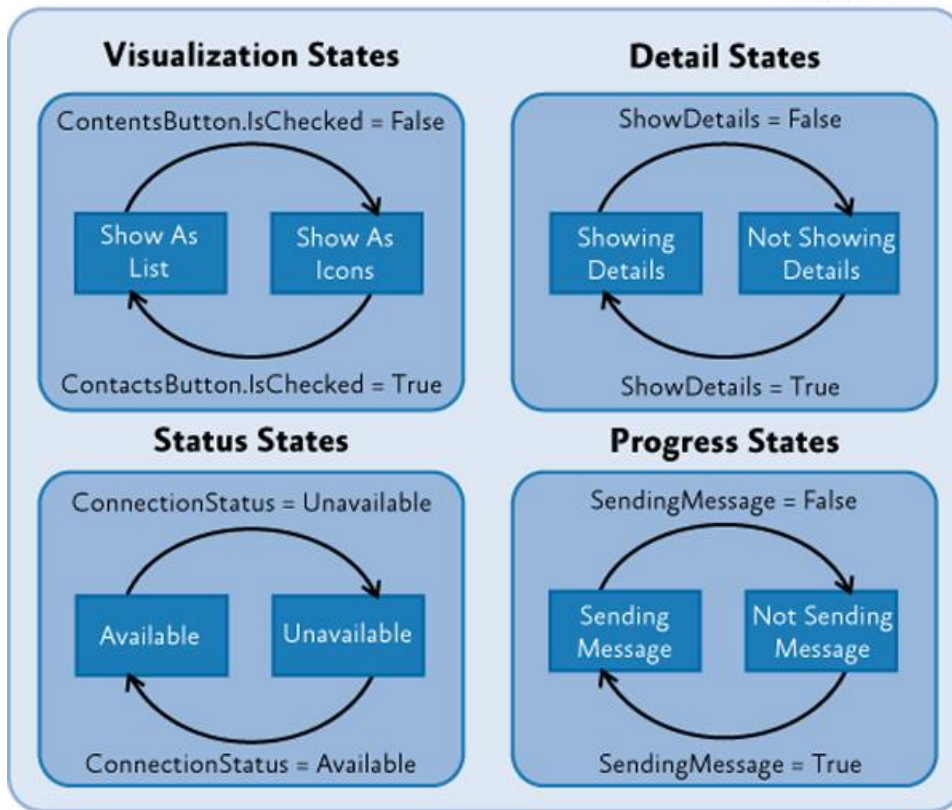 Visualization States
ContentsButton.IsChecked = False
Show As
List
Show As
Icons
ContactsButton.IsChecked = True
Detail States
ShowDetails = False
Showing
Details
Not Showing
Details
ShowDetails = True
Status States
ConnectionStatus = Unavailable
Available
Unavailable
ConnectionStatus = Available
Progress States
SendingMessage = False
Sending
Message
Not Sending
Message
SendingMessage = True